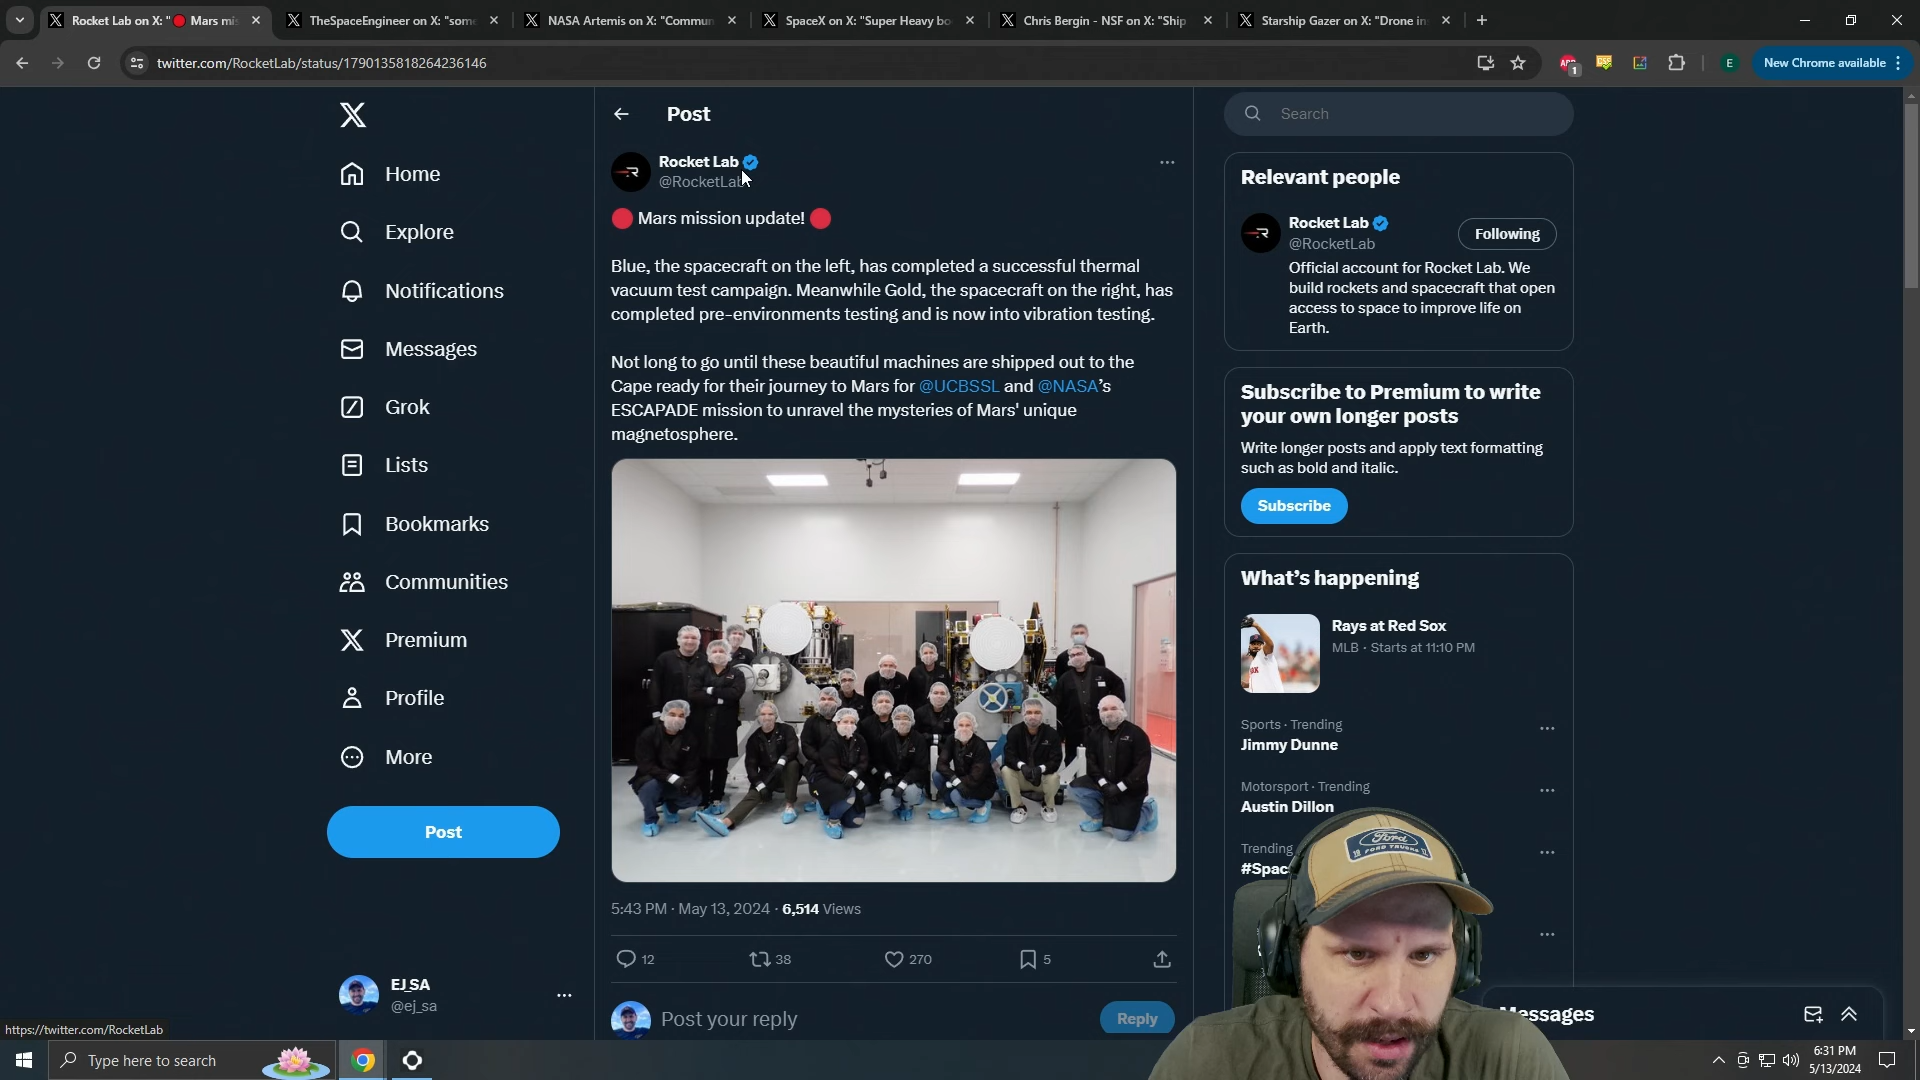 Rocket Lab on X: "🔴 Mars mis
TheSpaceEngineer on X: "some
NASA Artemis on X: "Commun
SpaceX on X: "Super Heavy bo
Chris Bergin - NSF on X: "Ship
Starship Gazer on X: "Drone in
twitter.com/RocketLab/status/1790135818264236146
1
E
New Chrome available
Home
Explore
Notifications
Messages
Grok
Lists
Bookmarks
Communities
Premium
Profile
More
Post
EJ_SA
@ej_sa
https://twitter.com/RocketLab
Post
Rocket Lab
@RocketLab
🔴 Mars mission update! 🔴
Blue, the spacecraft on the left, has completed a successful thermal
vacuum test campaign. Meanwhile Gold, the spacecraft on the right, has
completed pre-environments testing and is now into vibration testing.
Not long to go until these beautiful machines are shipped out to the
Cape ready for their journey to Mars for @UCBSSL and @NASA's
ESCAPADE mission to unravel the mysteries of Mars' unique
magnetosphere.
5:43 PM · May 13, 2024 · 6,514 Views
12
38
270
5
Post your reply
Reply
Search
Relevant people
Rocket Lab
@RocketLab
Following
Official account for Rocket Lab. We
build rockets and spacecraft that open
access to space to improve life on
Earth.
Subscribe to Premium to write
your own longer posts
Write longer posts and apply text formatting
such as bold and italic.
Subscribe
What's happening
Rays at Red Sox
MLB · Starts at 11:10 PM
Sports · Trending
Jimmy Dunne
Motorsport · Trending
Austin Dillon
Trending
#Spac
Ford
FORD TRUCKS
Messages
Type here to search
6:31 PM
5/13/2024